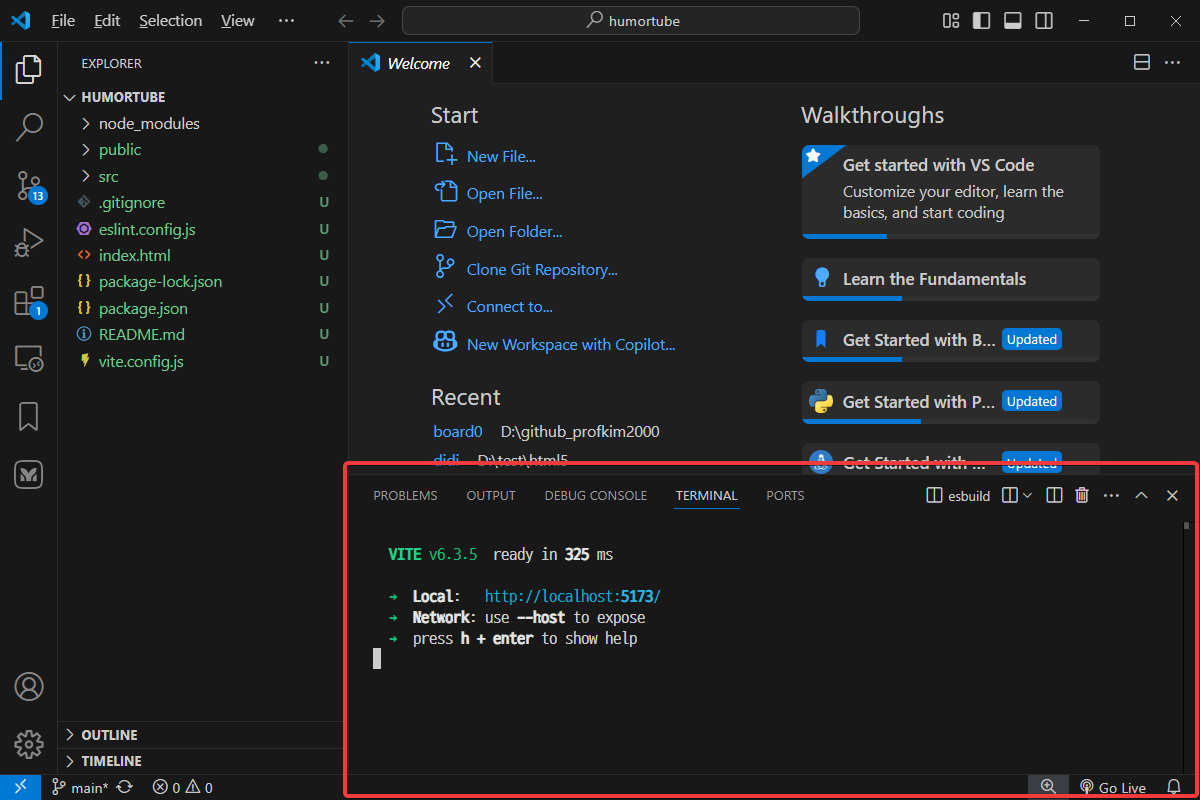 File Edit Selection View ···
humortube
EXPLORER
HUMORTUBE
node_modules
public
src
.gitignore U
eslint.config.js U
index.html U
package-lock.json U
package.json U
README.md U
vite.config.js U
OUTLINE
TIMELINE
13
1
Welcome
Start
New File...
Open File...
Open Folder...
Clone Git Repository...
Connect to...
New Workspace with Copilot...
Recent
board0 D:\github_profkim2000
didi D:\test\html5
Walkthroughs
Get started with VS Code
Customize your editor, learn the
basics, and start coding
Learn the Fundamentals
Get Started with B... Updated
Get Started with P... Updated
Get Started with ... Updated
PROBLEMS OUTPUT DEBUG CONSOLE TERMINAL PORTS
esbuild
VITE v6.3.5 ready in 325 ms
➜ Local: http://localhost:5173/
➜ Network: use --host to expose
➜ press h + enter to show help
main* 0 0
Go Live